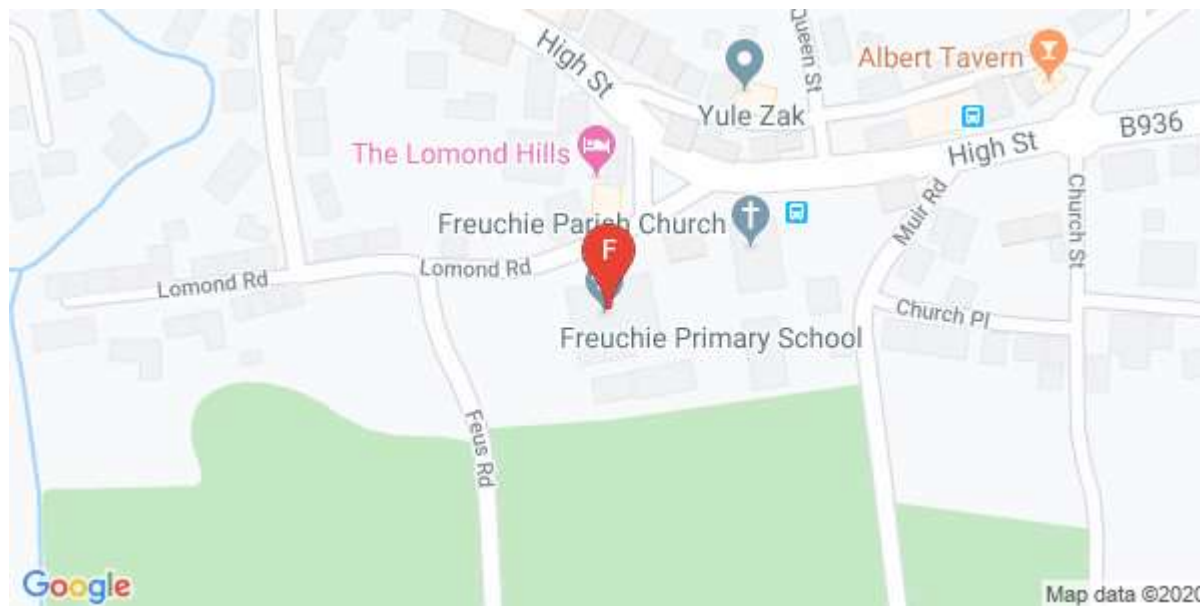 High St
Queen St
Albert Tavern
Yule Zak
B936
The Lomond Hills
High St
Freuchie Parish Church
Muir Rd
Church St
F
Lomond Rd
Lomond Rd
Church Pl
Freuchie Primary School
Feus Rd
Google
Map data ©2020